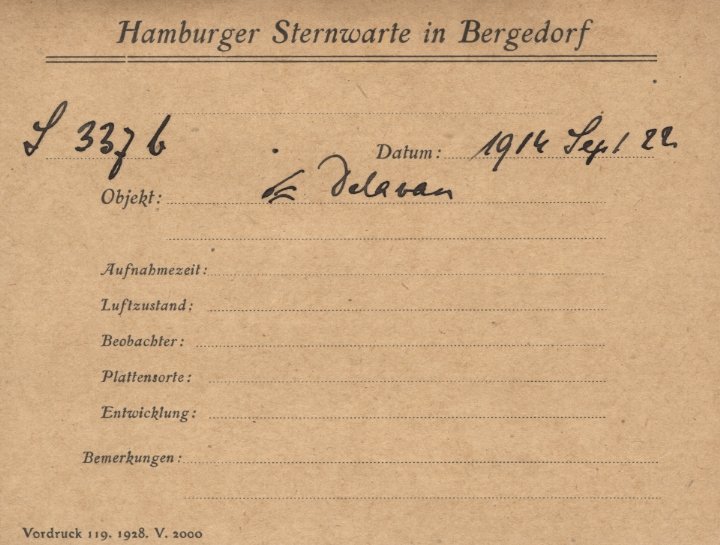 Hamburger Sternwarte in Bergedorf
S 337 b Datum: 1914 Sept 22
Objekt: Delavan
Aufnahmezeit:
Luftzustand:
Beobachter:
Plattensorte:
Entwicklung:
Bemerkungen:
Vordruck 119. 1928. V. 2000